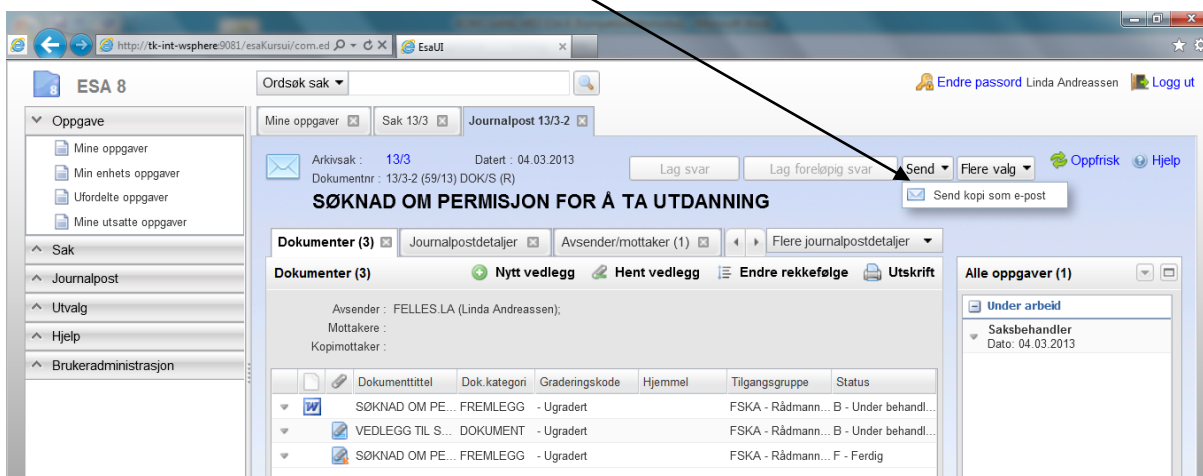 http://tk-int-wsphere:9081/esaKursui/com.ed
EsaUI
ESA 8
Ordsøk sak
Endre passord Linda Andreassen Logg ut
Oppgave
Mine oppgaver
Min enhets oppgaver
Ufordelte oppgaver
Mine utsatte oppgaver
Sak
Journalpost
Utvalg
Hjelp
Brukeradministrasjon
Mine oppgaver Sak 13/3 Journalpost 13/3-2
Arkivsak : 13/3 Datert : 04.03.2013
Dokumentnr : 13/3-2 (59/13) DOK/S (R)
Lag svar Lag foreløpig svar Send Flere valg Oppfrisk Hjelp
Send kopi som e-post
SØKNAD OM PERMISJON FOR Å TA UTDANNING
Dokumenter (3) Journalpostdetaljer Avsender/mottaker (1) Flere journalpostdetaljer
Dokumenter (3) Nytt vedlegg Hent vedlegg Endre rekkefølge Utskrift
Avsender : FELLES.LA (Linda Andreassen);
Mottakere :
Kopimottaker :
Dokumenttittel Dok.kategori Graderingskode Hjemmel Tilgangsgruppe Status
SØKNAD OM PE... FREMLEGG - Ugradert FSKA - Rådmann... B - Under behandl...
VEDLEGG TIL S... DOKUMENT - Ugradert FSKA - Rådmann... B - Under behandl...
SØKNAD OM PE... FREMLEGG - Ugradert FSKA - Rådmann... F - Ferdig
Alle oppgaver (1)
Under arbeid
Saksbehandler
Dato: 04.03.2013